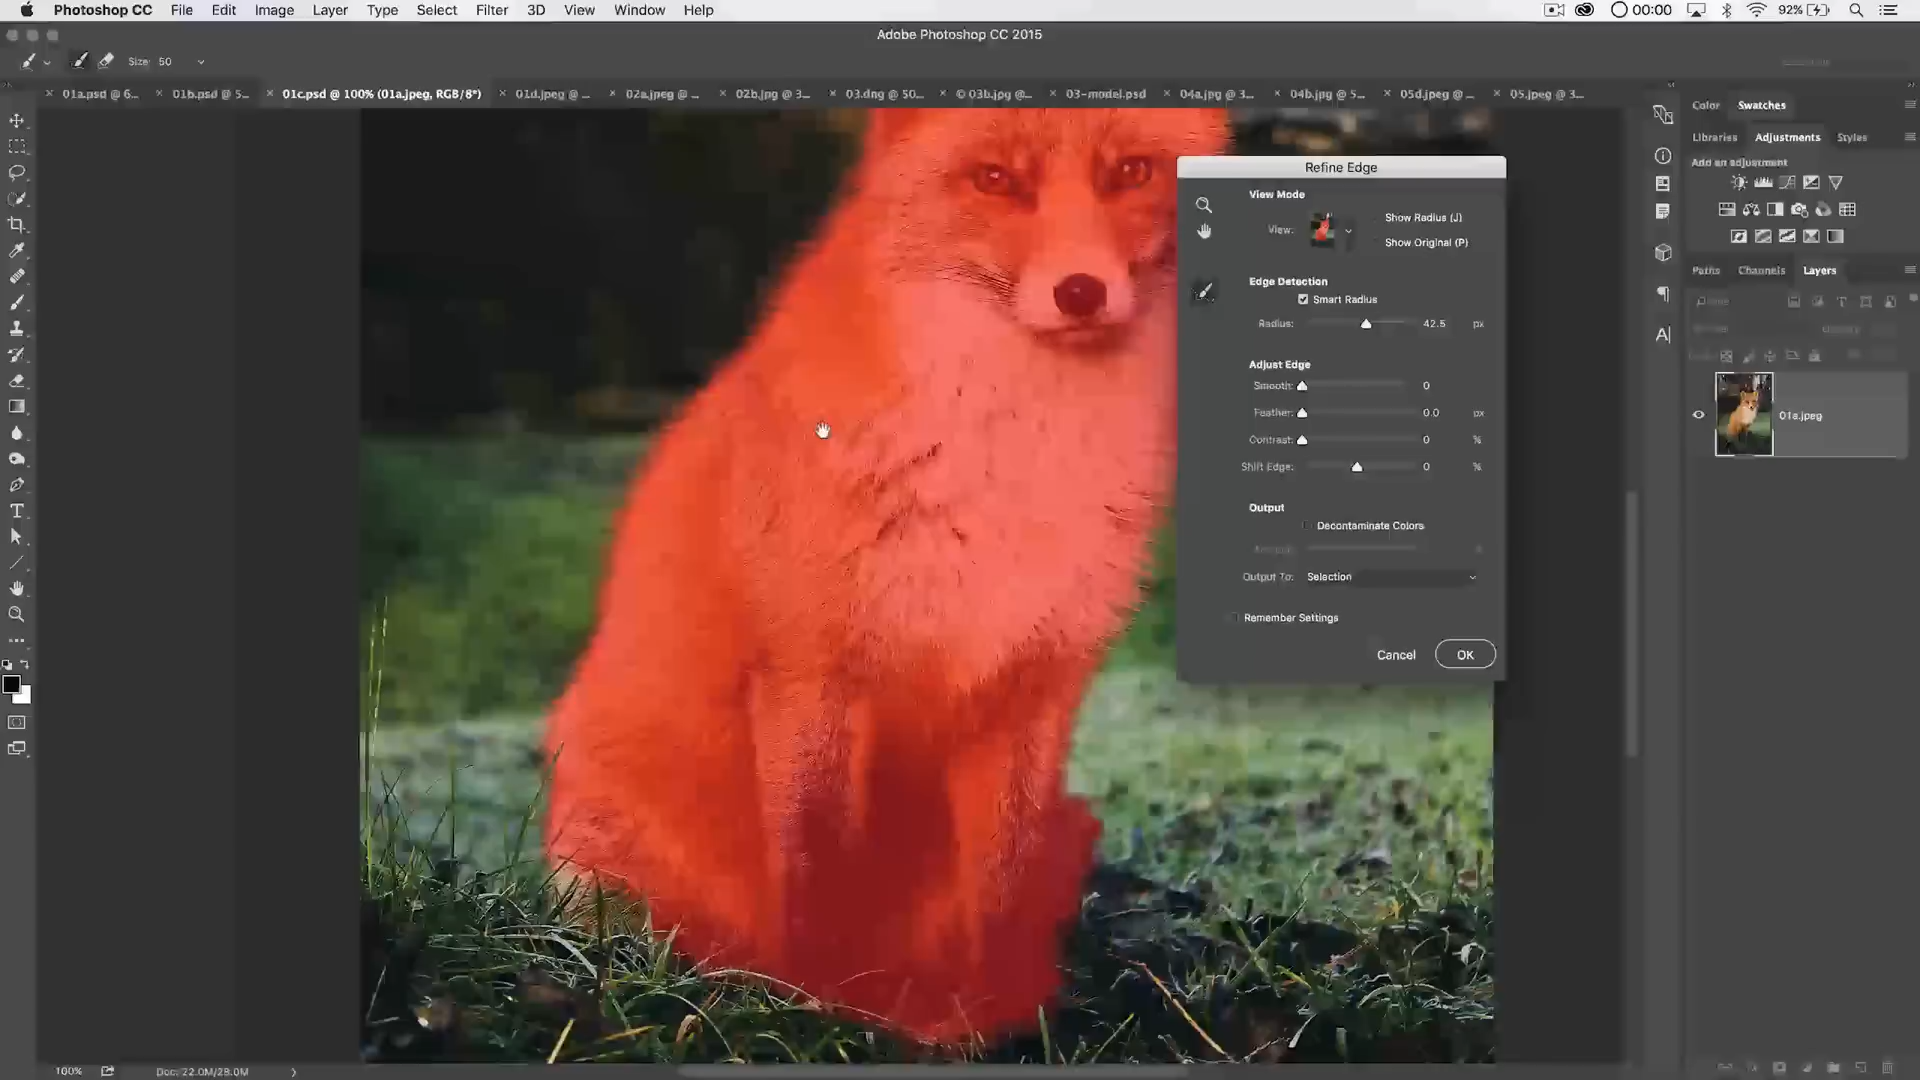 Photoshop CC File Edit Image Layer Type Select Filter 3D View Window Help 00:00 92%
Adobe Photoshop CC 2015
Size: 50
01a.psd @ 6... 01b.psd @ 5... 01c.psd @ 100% (01a.jpeg, RGB/8*) 01d.jpeg @ ... 02a.jpeg @ ... 02b.jpg @ 3... 03.dng @ 50... © 03b.jpg @... 03-model.psd 04a.jpg @ 3... 04b.jpg @ 5... 05d.jpeg @ ... 05.jpeg @ 3...
Color Swatches
Libraries Adjustments Styles
Add an adjustment
Paths Channels Layers
01a.jpeg
Refine Edge
View Mode
View:
Show Radius (J)
Show Original (P)
Edge Detection
Smart Radius
Radius: 42.5 px
Adjust Edge
Smooth: 0
Feather: 0.0 px
Contrast: 0 %
Shift Edge: 0 %
Output
Decontaminate Colors
Output To: Selection
Remember Settings
Cancel OK
100% Doc: 22.0M/28.0M